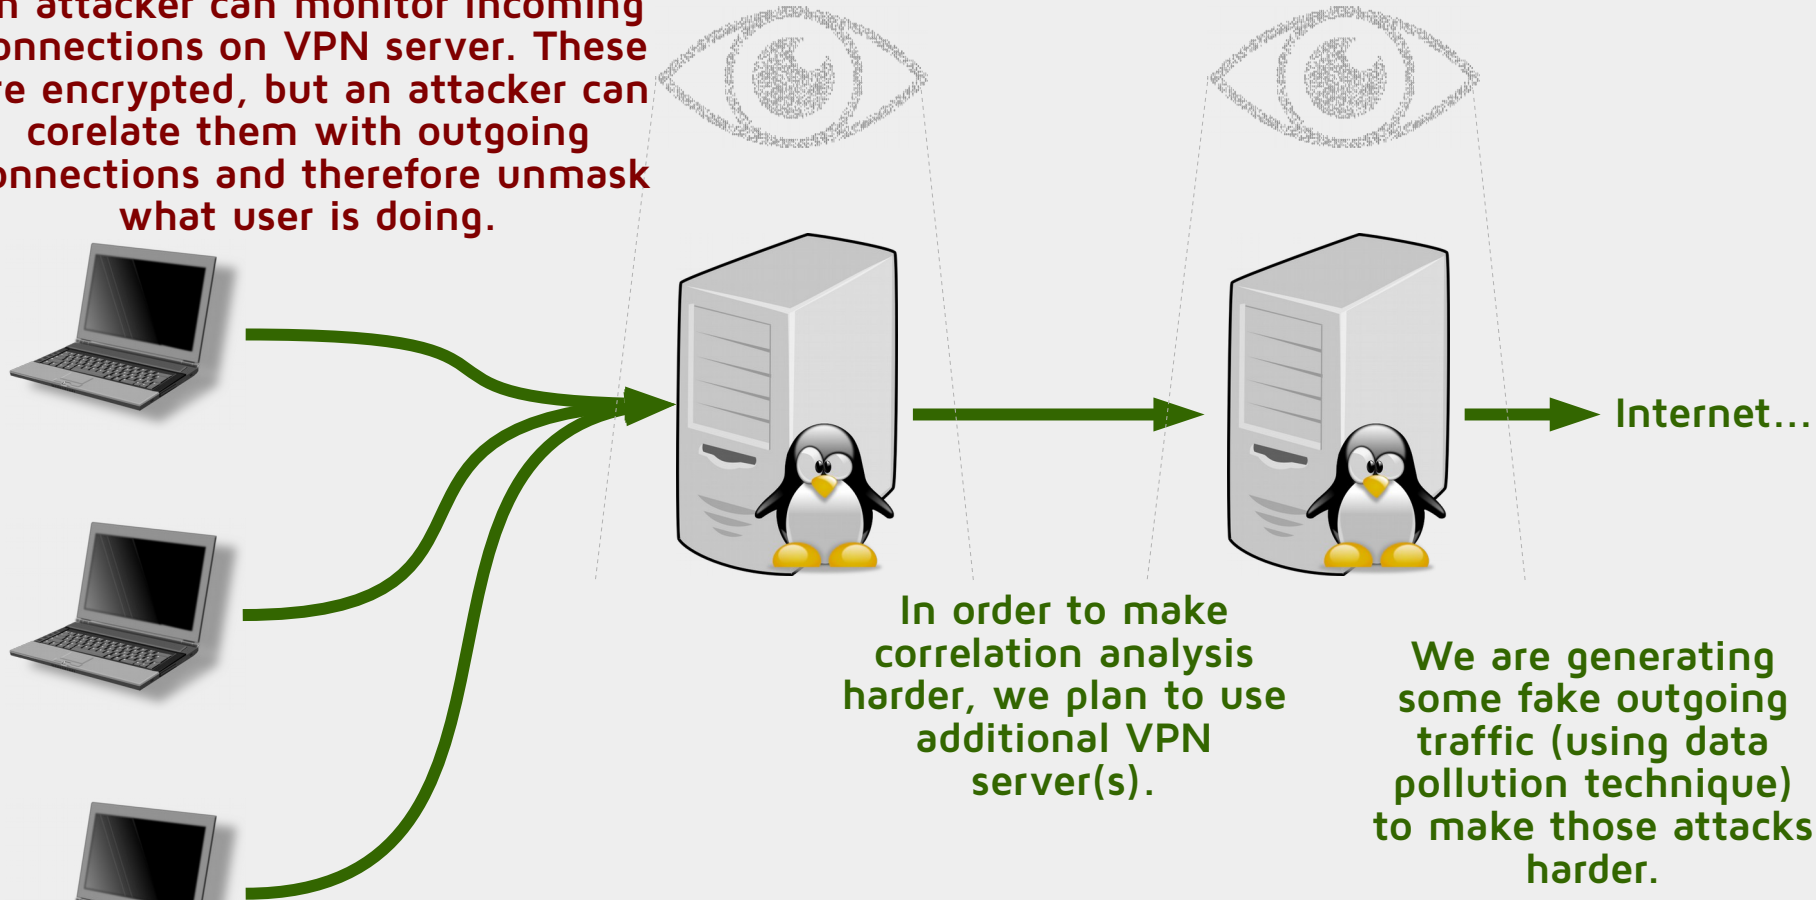 n attacker can monitor incoming
onnections on VPN server. These
re encrypted, but an attacker can
corelate them with outgoing
onnections and therefore unmask
what user is doing.
Internet...
In order to make
correlation analysis
harder, we plan to use
additional VPN
server(s).
We are generating
some fake outgoing
traffic (using data
pollution technique)
to make those attacks
harder.